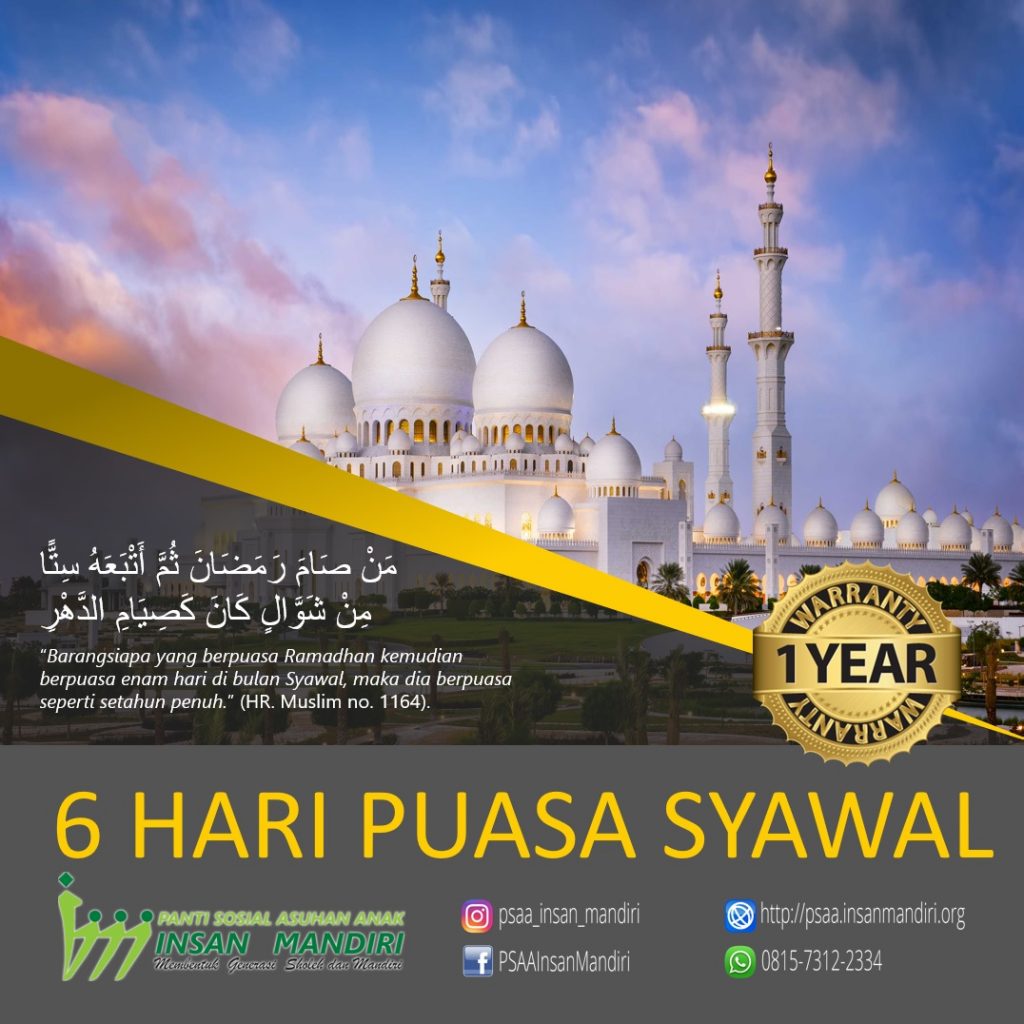 مَنْ صَامَ رَمَضَانَ ثُمَّ أَتْبَعَهُ سِتًّا
مِنْ شَوَّالٍ كَانَ كَصِيَامِ الدَّهْرِ
"Barangsiapa yang berpuasa Ramadhan kemudian
berpuasa enam hari di bulan Syawal, maka dia berpuasa
seperti setahun penuh." (HR. Muslim no. 1164).
WARRANTY
1 YEAR
WARRANTY
6 HARI PUASA SYAWAL
PANTI SOSIAL ASUHAN ANAK
INSAN MANDIRI
Membentuk Generasi Sholeh dan Mandiri
psaa_insan_mandiri
PSAAInsanMandiri
http://psaa.insanmandiri.org
0815-7312-2334